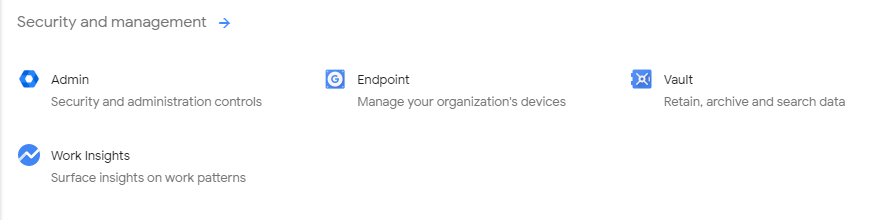 Security and management
Admin
Security and administration controls
Endpoint
Manage your organization's devices
Vault
Retain, archive and search data
Work Insights
Surface insights on work patterns